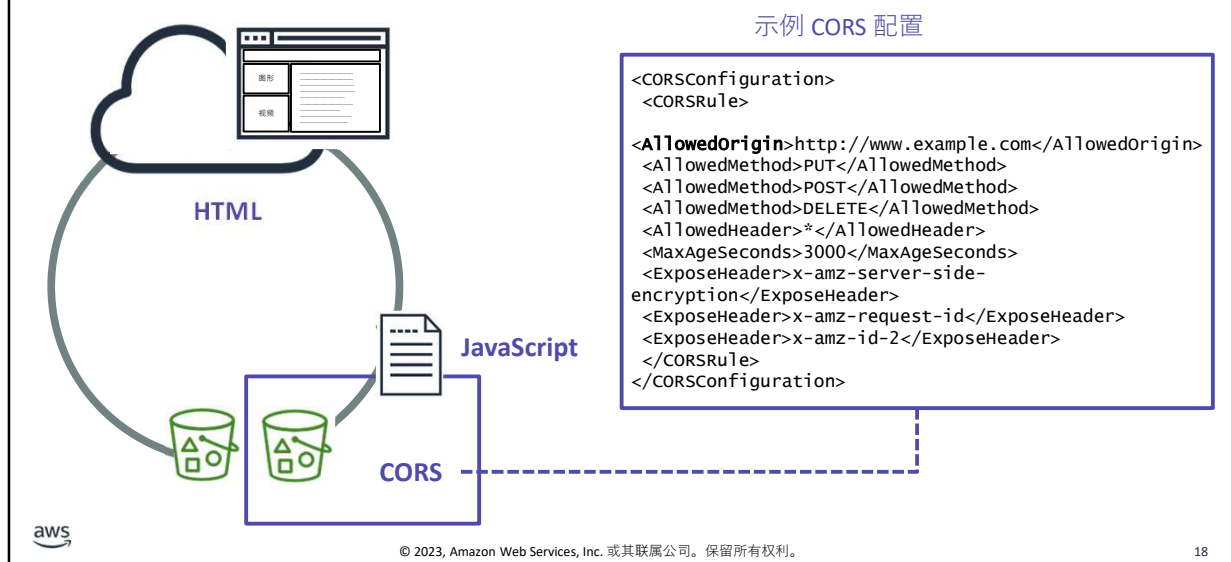 示例 CORS 配置
图形
视频
HTML
JavaScript
CORS
<CORSConfiguration>
<CORSRule>
<AllowedOrigin>http://www.example.com</AllowedOrigin>
<AllowedMethod>PUT</AllowedMethod>
<AllowedMethod>POST</AllowedMethod>
<AllowedMethod>DELETE</AllowedMethod>
<AllowedHeader>*</AllowedHeader>
<MaxAgeSeconds>3000</MaxAgeSeconds>
<ExposeHeader>x-amz-server-side-
encryption</ExposeHeader>
<ExposeHeader>x-amz-request-id</ExposeHeader>
<ExposeHeader>x-amz-id-2</ExposeHeader>
</CORSRule>
</CORSConfiguration>
aws
© 2023, Amazon Web Services, Inc. 或其联属公司。保留所有权利。
18